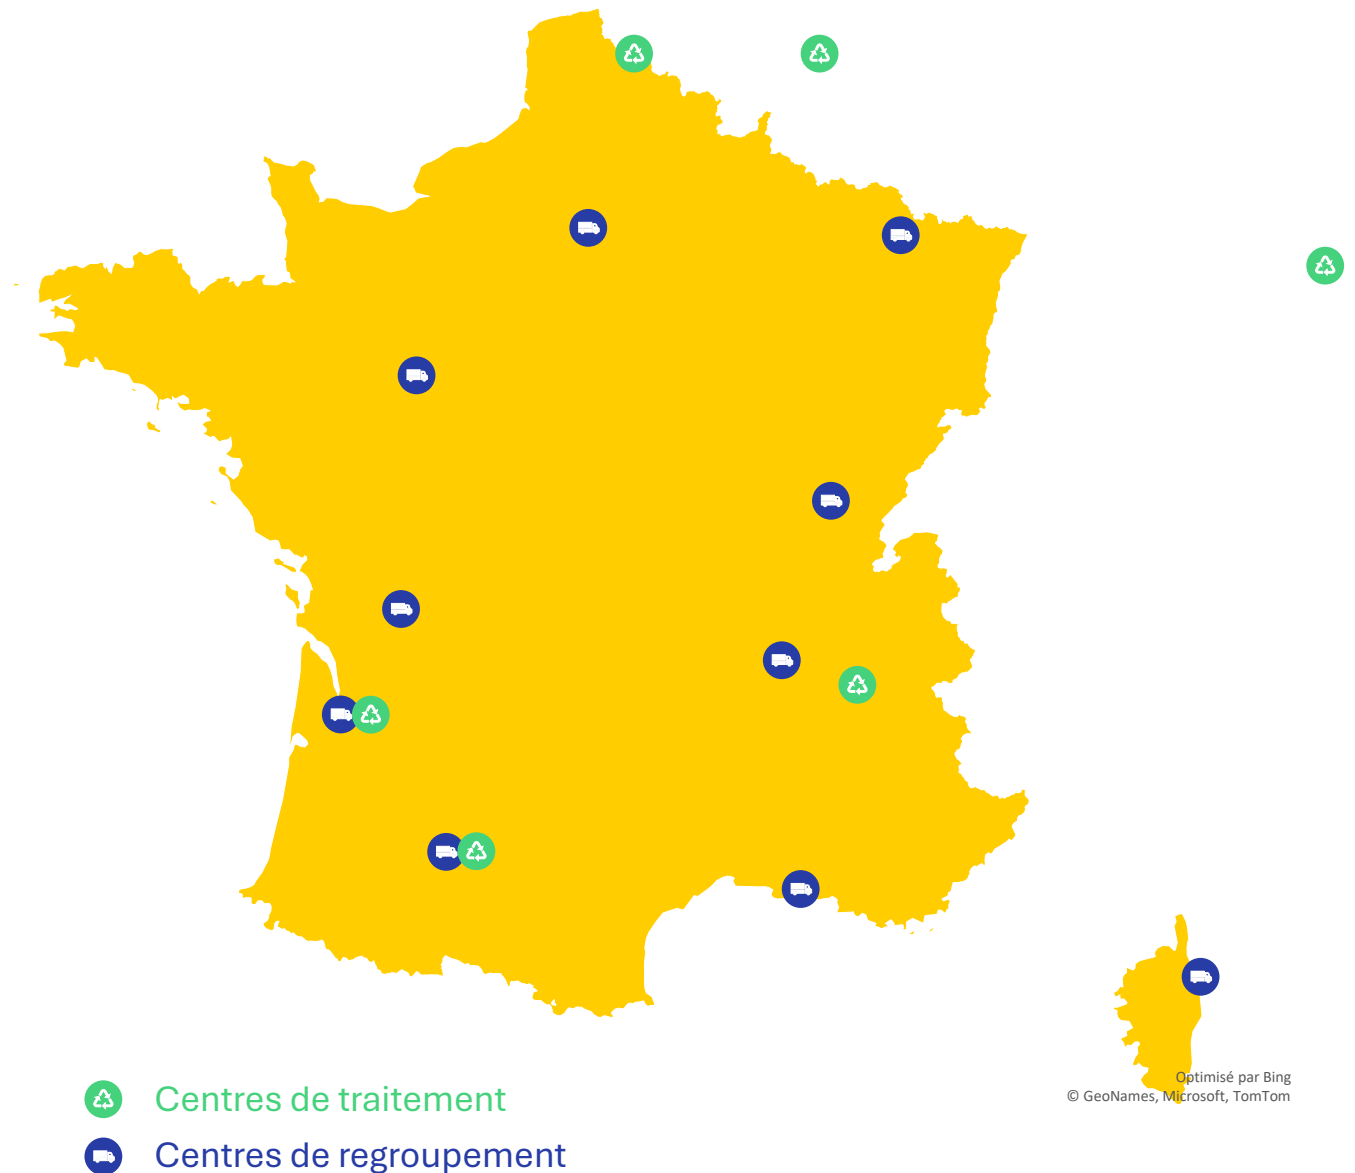 Optimisé par Bing
© GeoNames, Microsoft, TomTom
Centres de traitement
Centres de regroupement